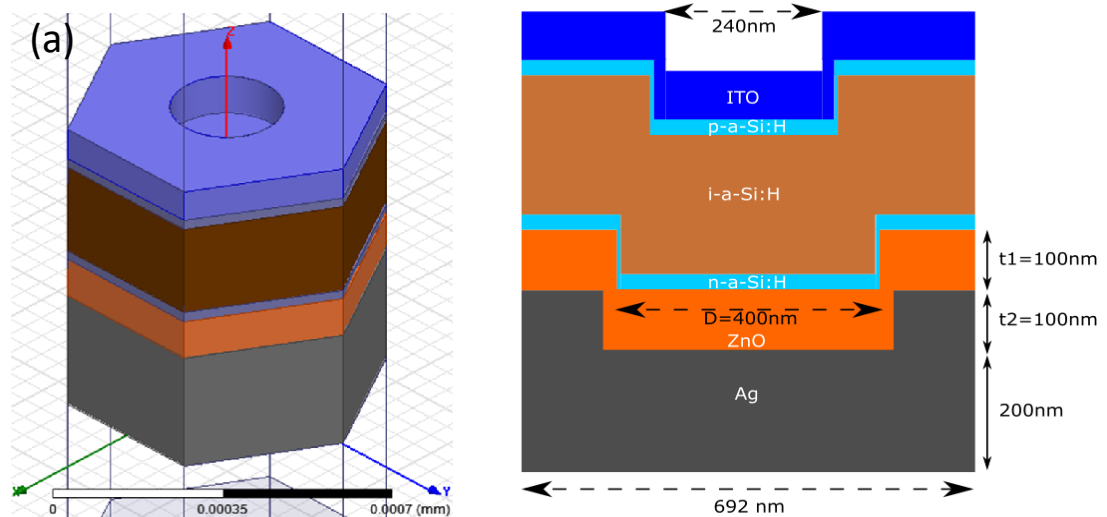 (a)
Z
X
Y
0
0.00035
0.0007 (mm)
240nm
ITO
p-a-Si:H
i-a-Si:H
n-a-Si:H
D=400nm
ZnO
Ag
t1=100nm
t2=100nm
200nm
692 nm